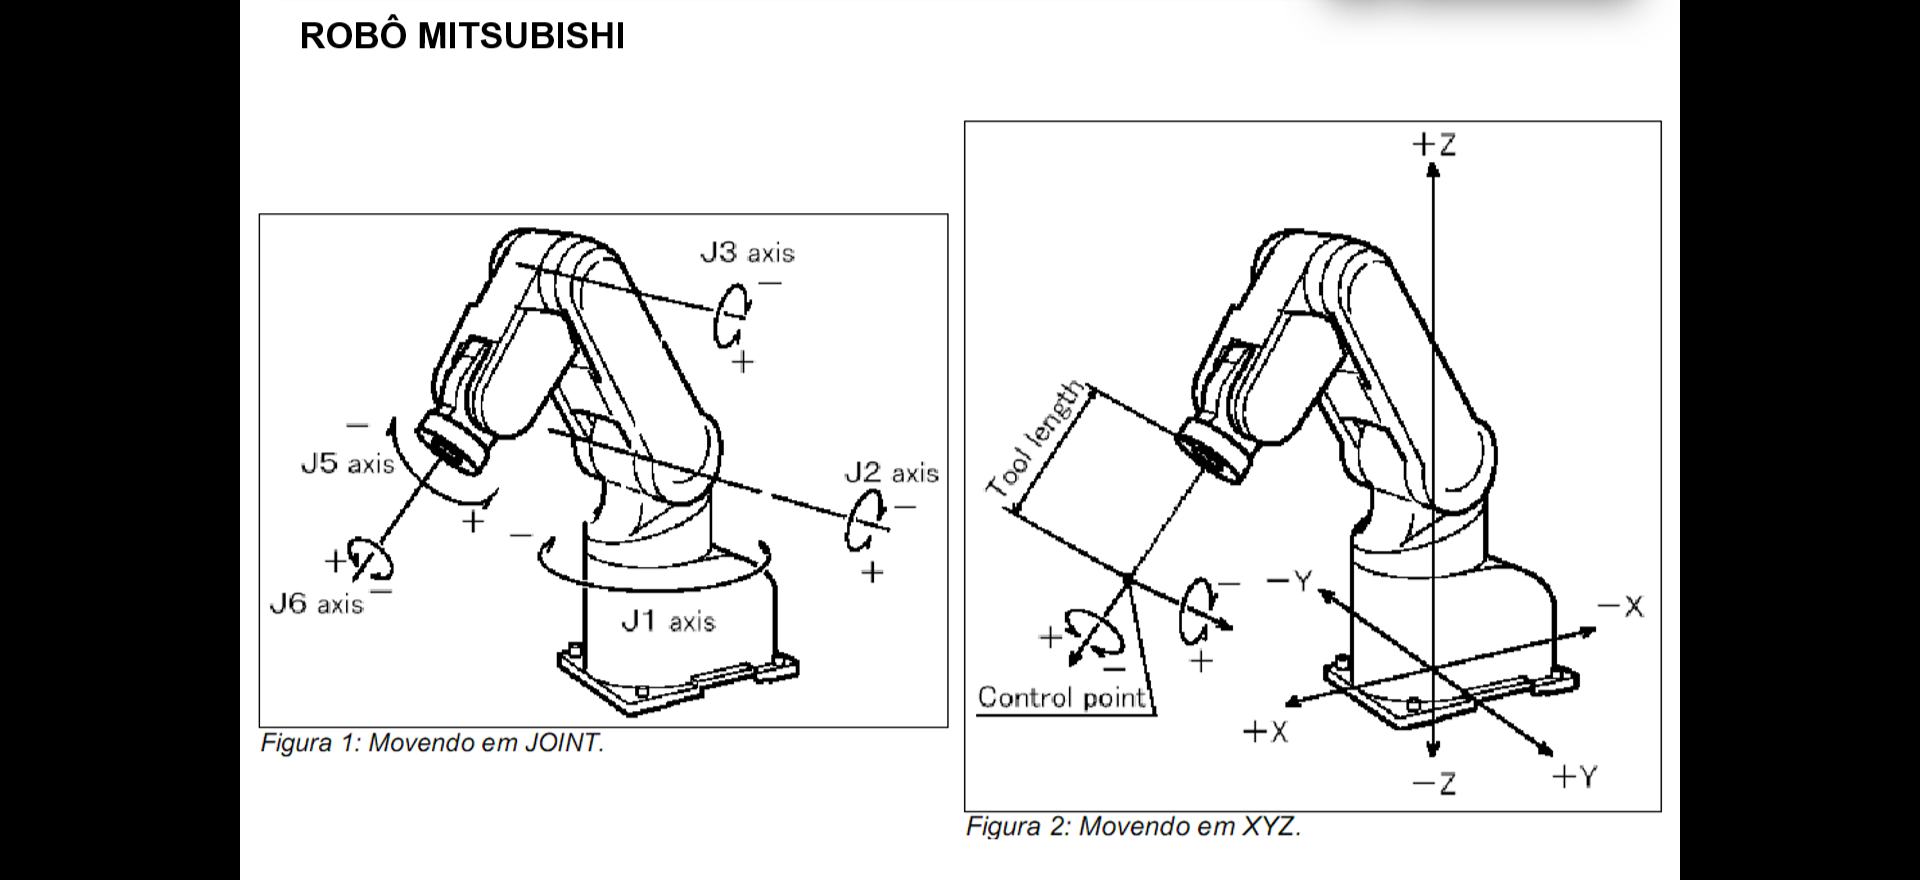 ROBÔ MITSUBISHI
J3 axis
−
+
J2 axis
−
+
−
J5 axis
+
−
+
J6 axis
−
J1 axis
Figura 1: Movendo em JOINT.
+Z
Tool length
−
+
+
−
Control point
−Y
−X
+X
+Y
−Z
Figura 2: Movendo em XYZ.